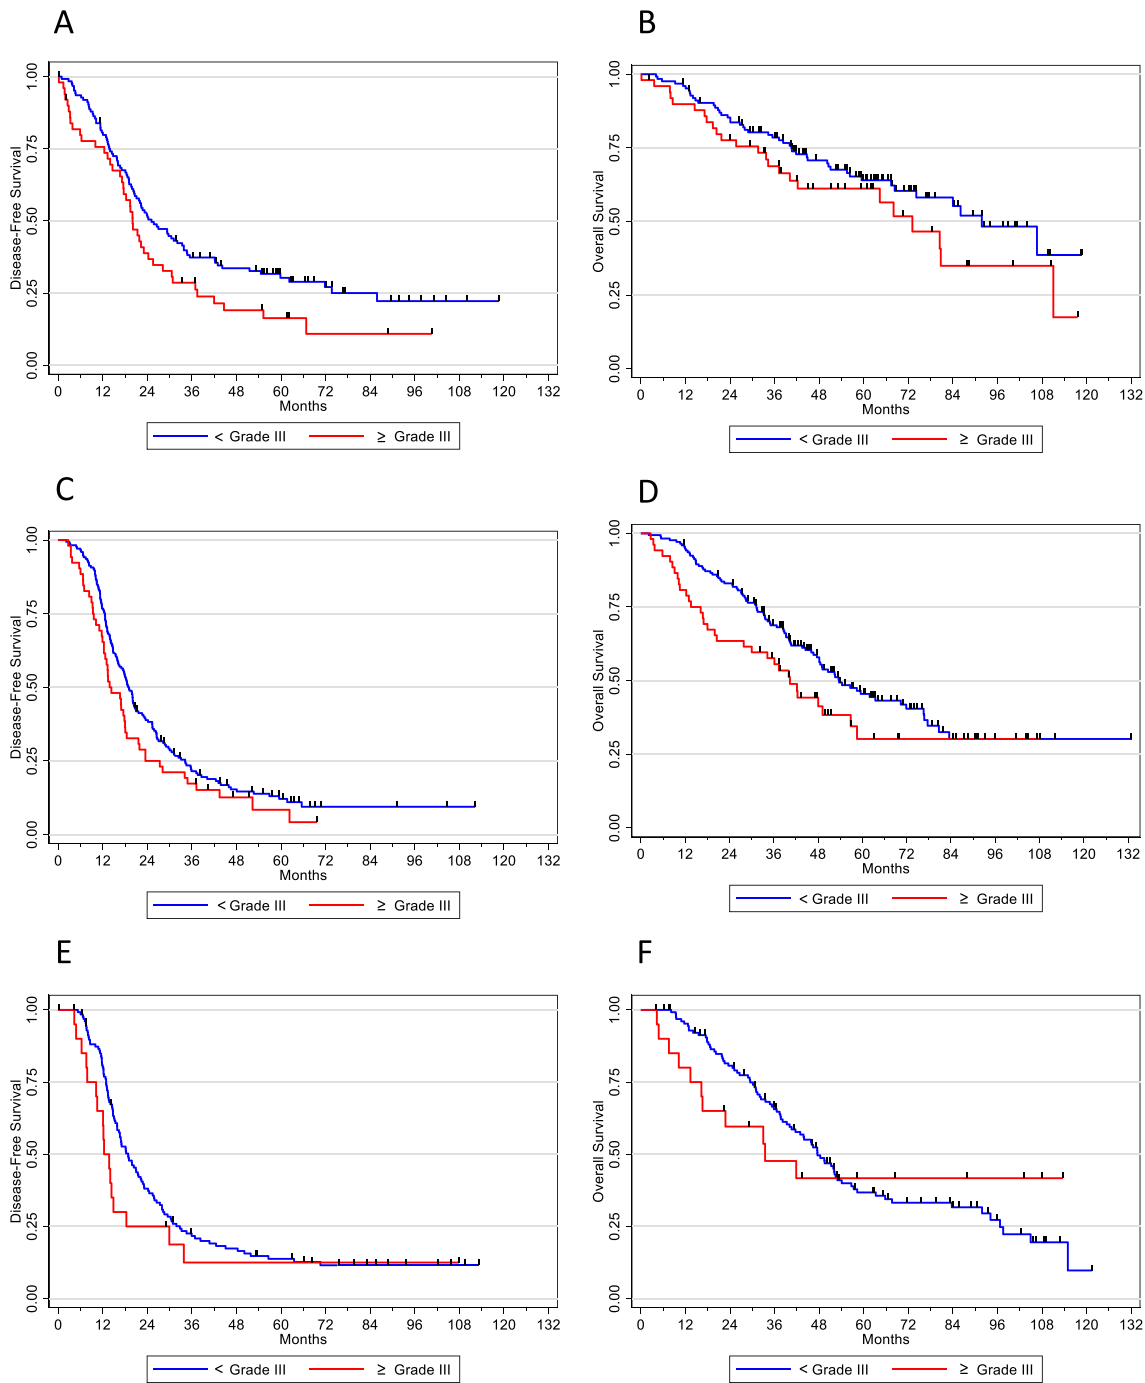 A
Disease-Free Survival
1.00
0.75
0.50
0.25
0.00
0 12 24 36 48 60 72 84 96 108 120 132
Months
< Grade III ≥ Grade III
B
Overall Survival
1.00
0.75
0.50
0.25
0.00
0 12 24 36 48 60 72 84 96 108 120 132
Months
< Grade III ≥ Grade III
C
Disease-Free Survival
1.00
0.75
0.50
0.25
0.00
0 12 24 36 48 60 72 84 96 108 120 132
Months
< Grade III ≥ Grade III
D
Overall Survival
1.00
0.75
0.50
0.25
0.00
0 12 24 36 48 60 72 84 96 108 120 132
Months
< Grade III ≥ Grade III
E
Disease-Free Survival
1.00
0.75
0.50
0.25
0.00
0 12 24 36 48 60 72 84 96 108 120 132
Months
< Grade III ≥ Grade III
F
Overall Survival
1.00
0.75
0.50
0.25
0.00
0 12 24 36 48 60 72 84 96 108 120 132
Months
< Grade III ≥ Grade III